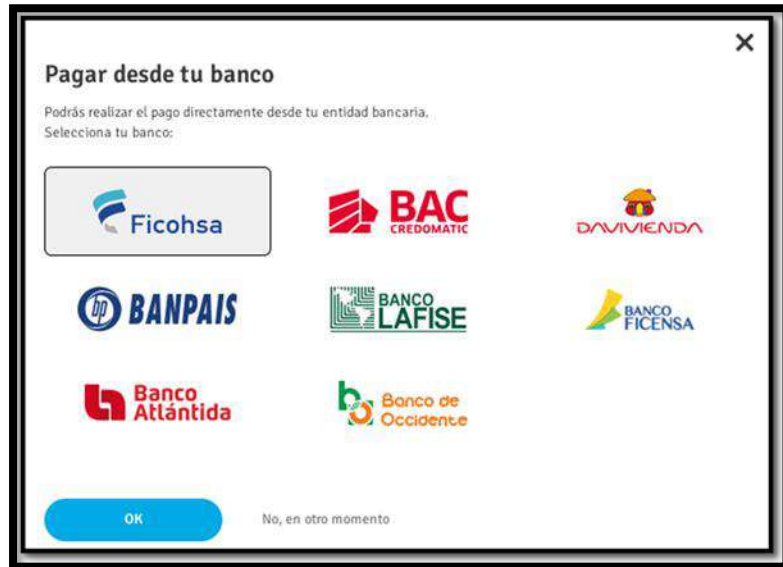 Pagar desde tu banco
Podrás realizar el pago directamente desde tu entidad bancaria.
Selecciona tu banco:
Ficohsa
BAC
CREDOMATIC
DAVIVIENDA
bp BANPAIS
BANCO
LAFISE
BANCO
FICENSA
Banco
Atlántida
Banco de
Occidente
OK
No, en otro momento